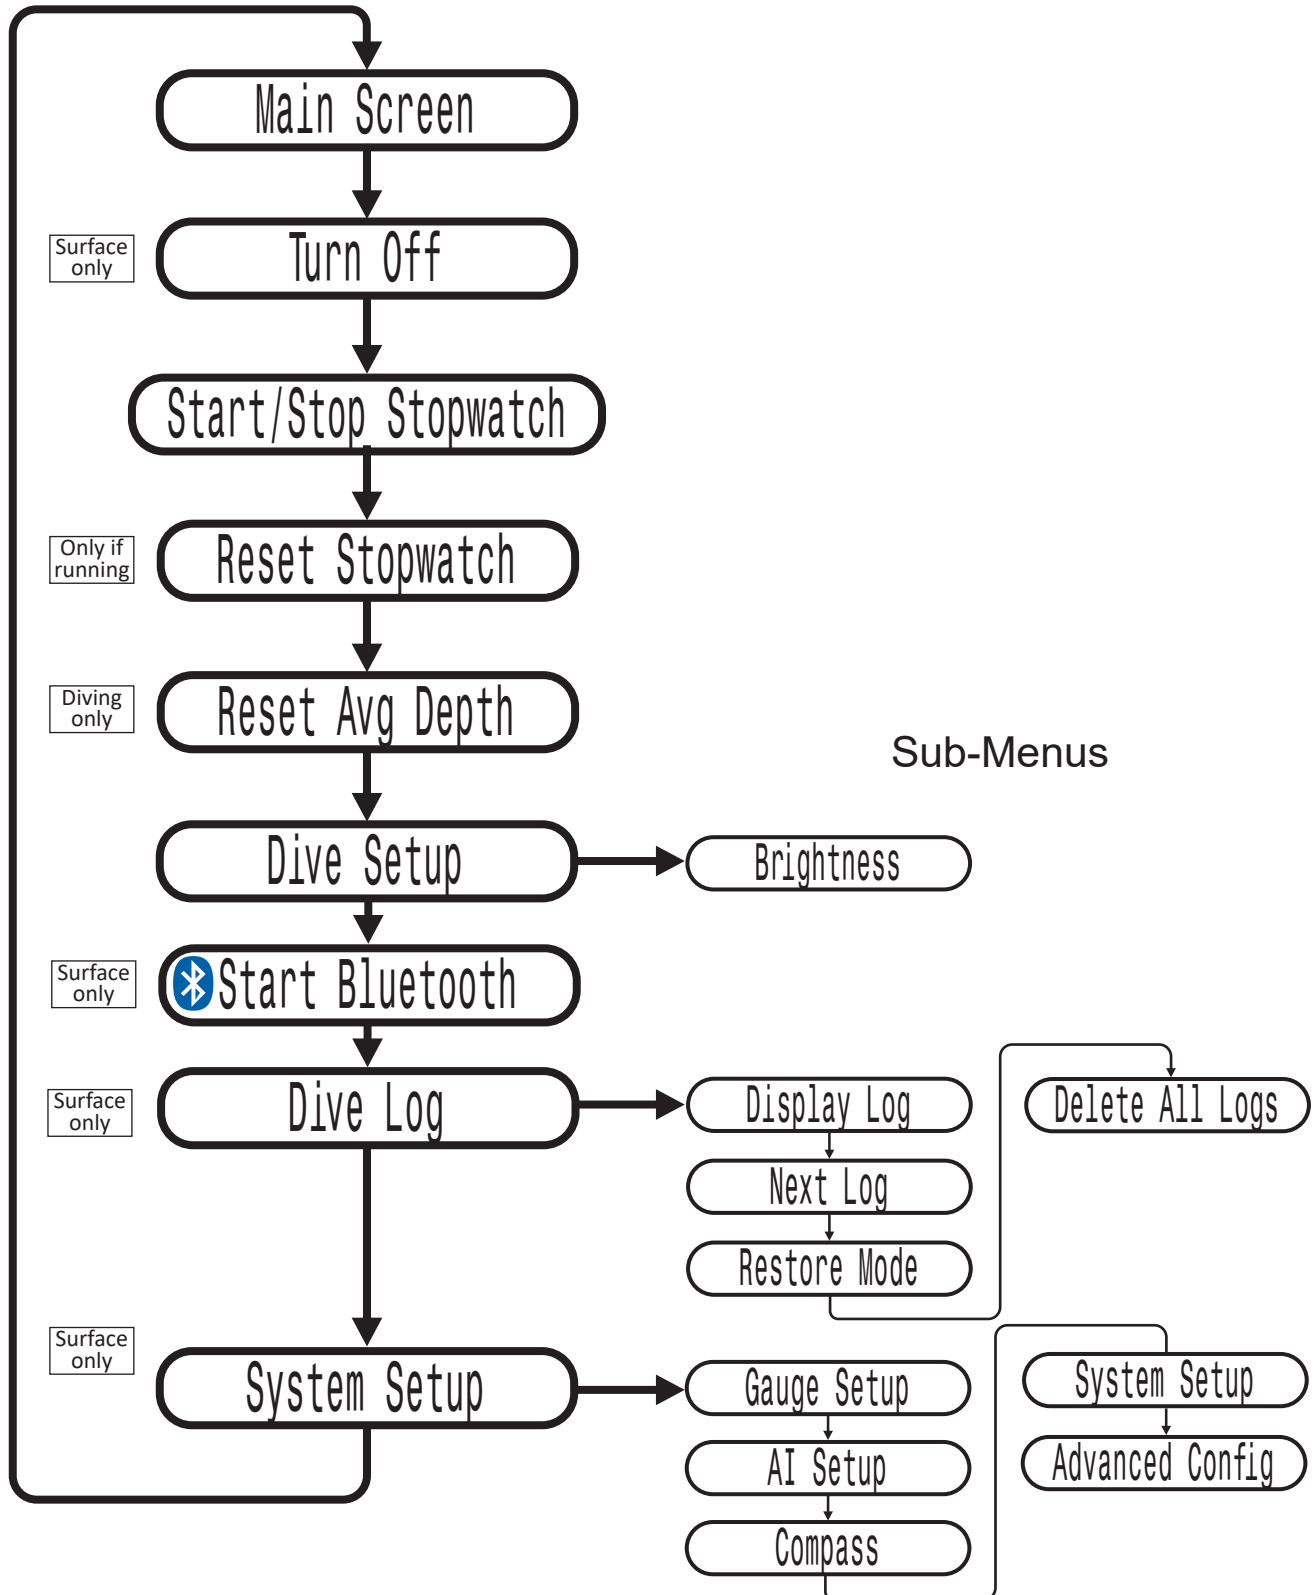 Main Screen
Surface
only
Turn Off
Start/Stop Stopwatch
Only if
running
Reset Stopwatch
Diving
only
Reset Avg Depth
Sub-Menus
Dive Setup
Brightness
Surface
only
Start Bluetooth
Surface
only
Dive Log
Display Log
Next Log
Restore Mode
Delete All Logs
Surface
only
System Setup
Gauge Setup
AI Setup
Compass
System Setup
Advanced Config